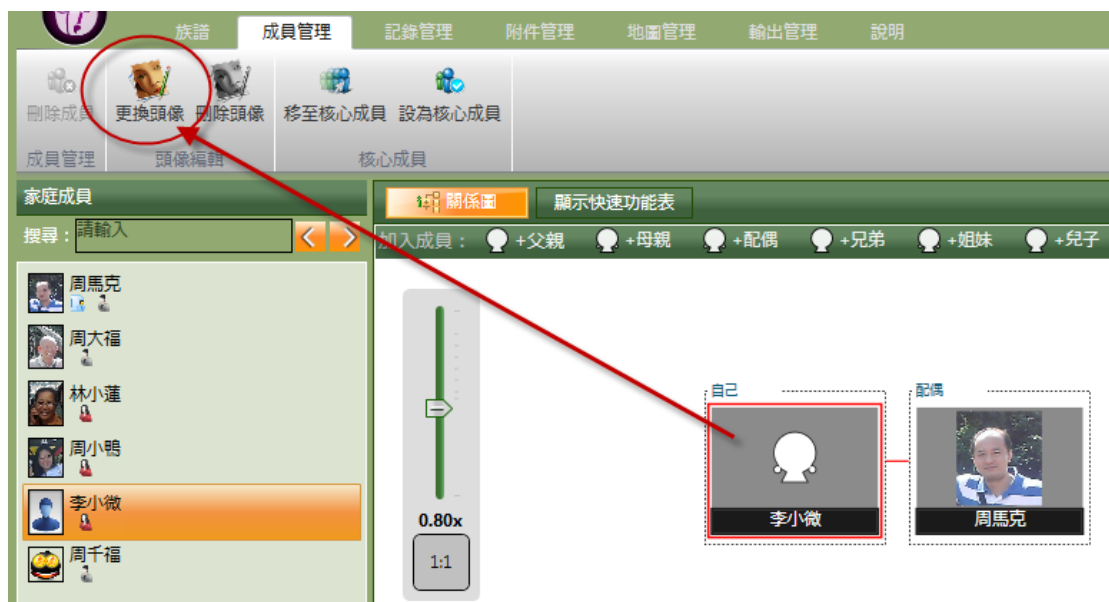 族譜 成員管理 記錄管理 附件管理 地圖管理 輸出管理 說明
刪除成員 更換頭像 刪除頭像 移至核心成員 設為核心成員
成員管理 頭像編輯 核心成員
家庭成員
搜尋： 請輸入
周馬克
周大福
林小蓮
周小鴨
李小微
周千福
關係圖 顯示快速功能表
加入成員： +父親 +母親 +配偶 +兄弟 +姐妹 +兒子
0.80x
1:1
自己
李小微
配偶
周馬克